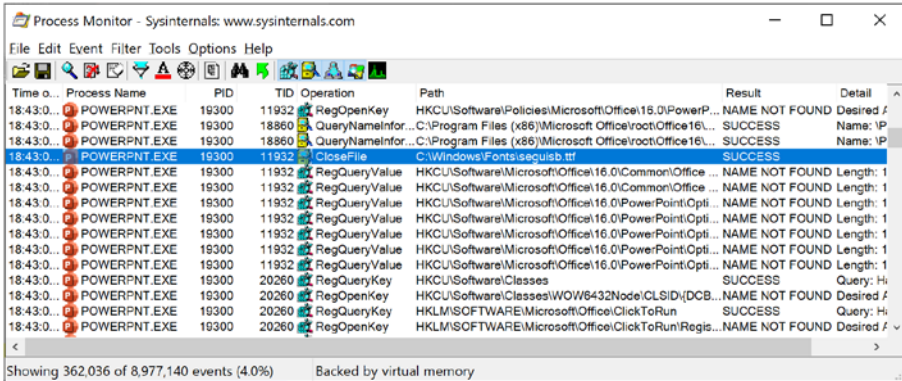 Process Monitor - Sysinternals: www.sysinternals.com
File Edit Event Filter Tools Options Help
Time o... Process Name PID TID Operation Path Result Detail
18:43:0... POWERPNT.EXE 19300 11932 RegOpenKey HKCU\Software\Policies\Microsoft\Office\16.0\PowerP... NAME NOT FOUND Desired A
18:43:0... POWERPNT.EXE 19300 18860 QueryNameInfor... C:\Program Files (x86)\Microsoft Office\root\Office16\... SUCCESS Name: \P
18:43:0... POWERPNT.EXE 19300 18860 QueryNameInfor... C:\Program Files (x86)\Microsoft Office\root\Office16\... SUCCESS Name: \P
18:43:0... POWERPNT.EXE 19300 11932 CloseFile C:\Windows\Fonts\seguisb.ttf SUCCESS
18:43:0... POWERPNT.EXE 19300 11932 RegQueryValue HKCU\Software\Microsoft\Office\16.0\Common\Office ... NAME NOT FOUND Length: 1
18:43:0... POWERPNT.EXE 19300 11932 RegQueryValue HKCU\Software\Microsoft\Office\16.0\Common\Office ... NAME NOT FOUND Length: 1
18:43:0... POWERPNT.EXE 19300 11932 RegQueryValue HKCU\Software\Microsoft\Office\16.0\PowerPoint\Opti... NAME NOT FOUND Length: 1
18:43:0... POWERPNT.EXE 19300 11932 RegQueryValue HKCU\Software\Microsoft\Office\16.0\PowerPoint\Opti... NAME NOT FOUND Length: 1
18:43:0... POWERPNT.EXE 19300 11932 RegQueryValue HKCU\Software\Microsoft\Office\16.0\PowerPoint\Opti... NAME NOT FOUND Length: 1
18:43:0... POWERPNT.EXE 19300 11932 RegQueryValue HKCU\Software\Microsoft\Office\16.0\PowerPoint\Opti... NAME NOT FOUND Length: 1
18:43:0... POWERPNT.EXE 19300 11932 RegQueryValue HKCU\Software\Microsoft\Office\16.0\PowerPoint\Opti... NAME NOT FOUND Length: 1
18:43:0... POWERPNT.EXE 19300 20260 RegQueryKey HKCU\Software\Classes SUCCESS Query: Ha
18:43:0... POWERPNT.EXE 19300 20260 RegOpenKey HKCU\Software\Classes\WOW6432Node\CLSID\{DCB... NAME NOT FOUND Desired A
18:43:0... POWERPNT.EXE 19300 20260 RegQueryKey HKLM\SOFTWARE\Microsoft\Office\ClickToRun SUCCESS Query: Ha
18:43:0... POWERPNT.EXE 19300 20260 RegOpenKey HKLM\SOFTWARE\Microsoft\Office\ClickToRun\Regis... NAME NOT FOUND Desired A
Showing 362,036 of 8,977,140 events (4.0%) Backed by virtual memory